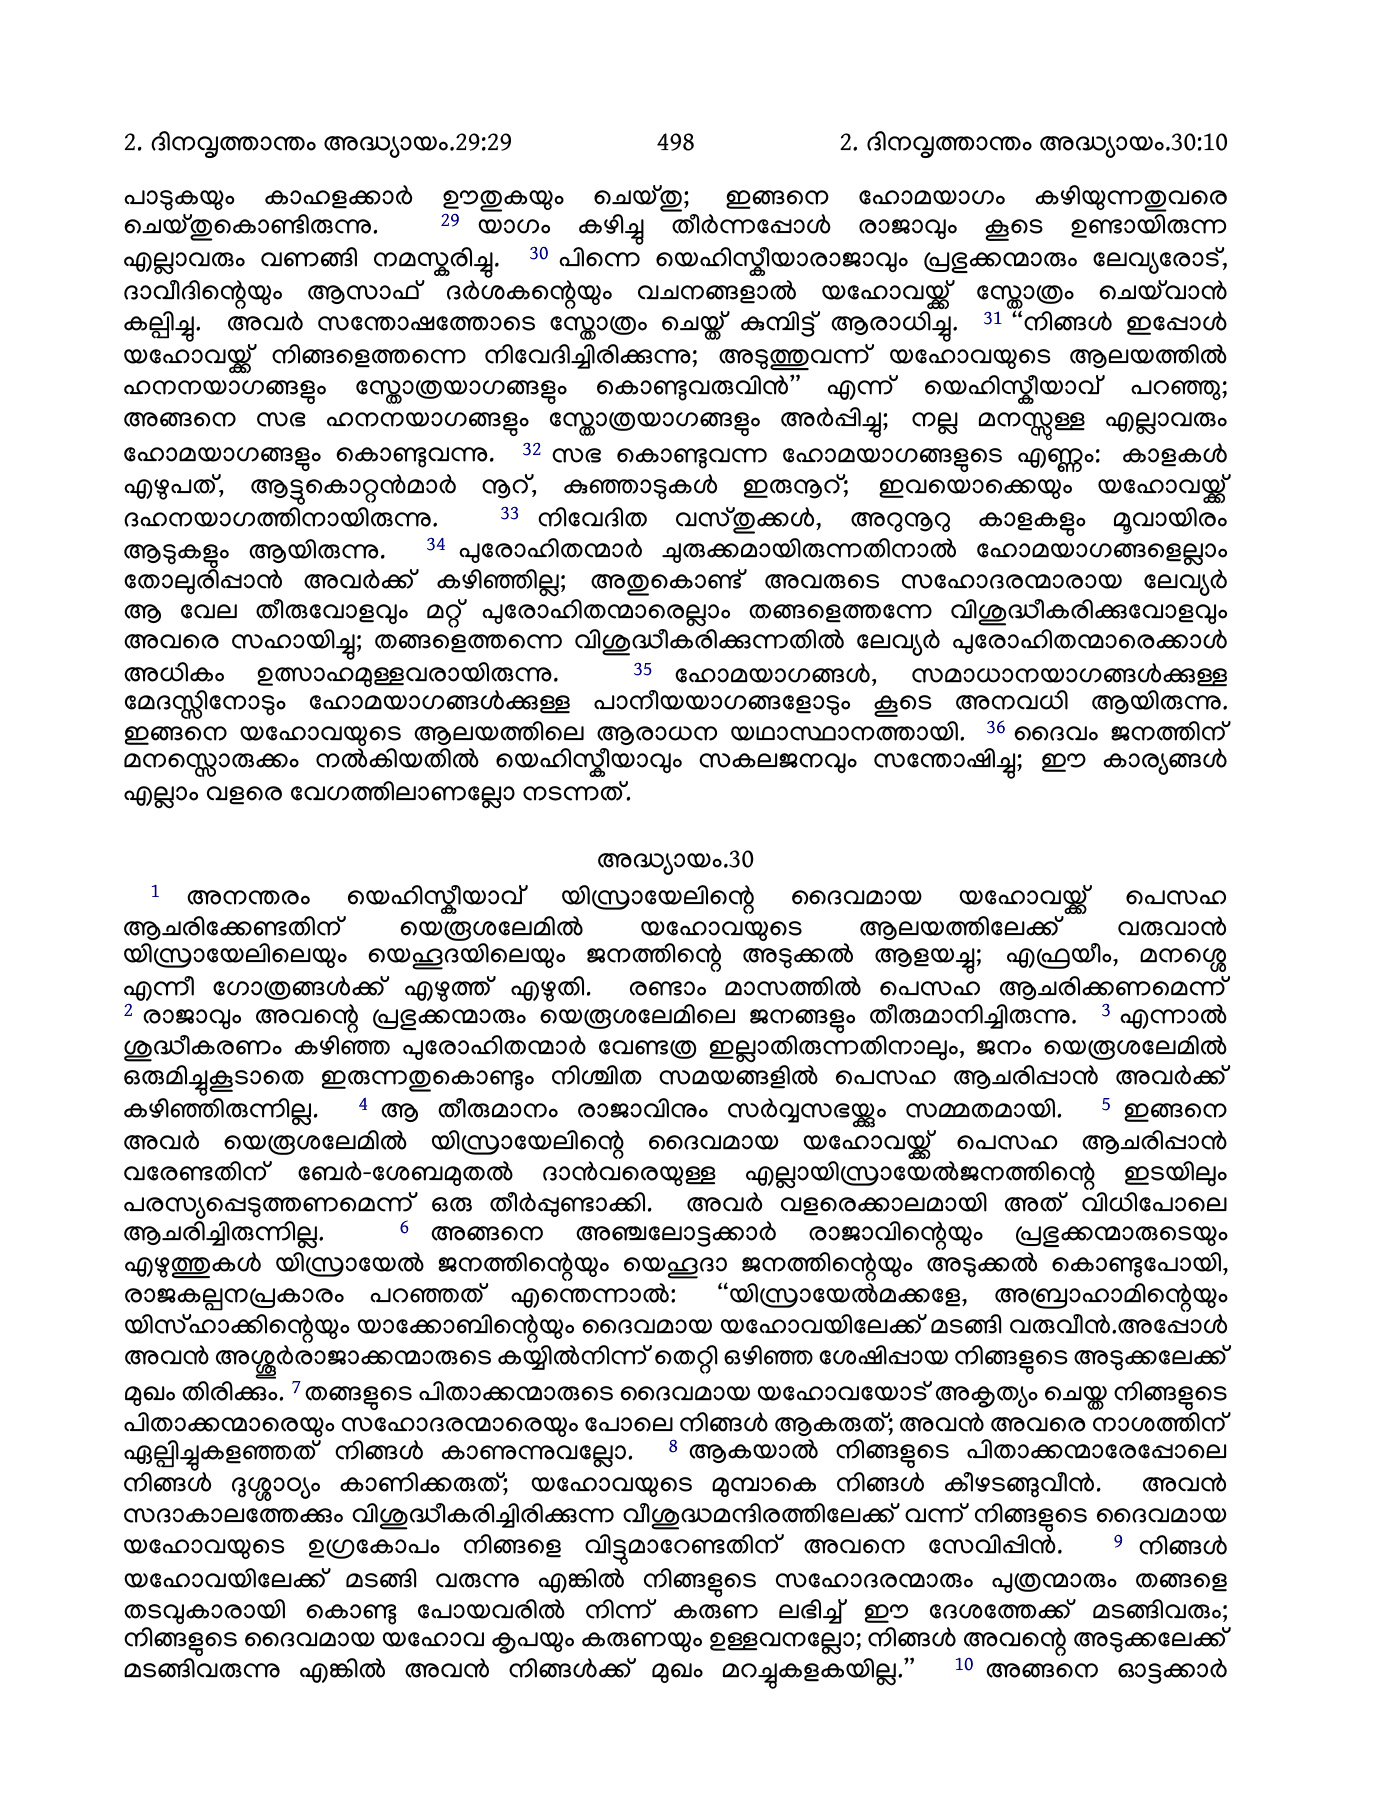 2. ദിനവൃത്താന്തം അദ്ധ്യായം.29:29 498 2. ദിനവൃത്താന്തം അദ്ധ്യായം.30:10
പാടുകയും കാഹളക്കാർ ഊതുകയും ചെയ്തു; ഇങ്ങനെ ഹോമയാഗം കഴിയുന്നതുവരെ
ചെയ്തുകൊണ്ടിരുന്നു. 29 യാഗം കഴിച്ചു തീർന്നപ്പോൾ രാജാവും കൂടെ ഉണ്ടായിരുന്ന
എല്ലാവരും വണങ്ങി നമസ്കരിച്ചു. 30 പിന്നെ യെഹിസ്കീയാരാജാവും പ്രഭുക്കന്മാരും ലേവ്യരോട്,
ദാവീദിന്റെയും ആസാഫ് ദർശകന്റെയും വചനങ്ങളാൽ യഹോവയ്ക്ക് സ്തോത്രം ചെയ്‌വാൻ
കല്പിച്ചു. അവർ സന്തോഷത്തോടെ സ്തോത്രം ചെയ്ത് കുമ്പിട്ട് ആരാധിച്ചു. 31 “നിങ്ങൾ ഇപ്പോൾ
യഹോവയ്ക്ക് നിങ്ങളെത്തന്നെ നിവേദിച്ചിരിക്കുന്നു; അടുത്തുവന്ന് യഹോവയുടെ ആലയത്തിൽ
ഹനനയാഗങ്ങളും സ്തോത്രയാഗങ്ങളും കൊണ്ടുവരുവിൻ” എന്ന് യെഹിസ്കീയാവ് പറഞ്ഞു;
അങ്ങനെ സഭ ഹനനയാഗങ്ങളും സ്തോത്രയാഗങ്ങളും അർപ്പിച്ചു; നല്ല മനസ്സുള്ള എല്ലാവരും
ഹോമയാഗങ്ങളും കൊണ്ടുവന്നു. 32 സഭ കൊണ്ടുവന്ന ഹോമയാഗങ്ങളുടെ എണ്ണം: കാളകൾ
എഴുപത്, ആട്ടുകൊറ്റൻമാർ നൂറ്, കുഞ്ഞാടുകൾ ഇരുനൂറ്; ഇവയൊക്കെയും യഹോവയ്ക്ക്
ദഹനയാഗത്തിനായിരുന്നു. 33 നിവേദിത വസ്തുക്കൾ, അറുനൂറു കാളകളും മൂവായിരം
ആടുകളും ആയിരുന്നു. 34 പുരോഹിതന്മാർ ചുരുക്കമായിരുന്നതിനാൽ ഹോമയാഗങ്ങളെല്ലാം
തോലുരിപ്പാൻ അവർക്ക് കഴിഞ്ഞില്ല; അതുകൊണ്ട് അവരുടെ സഹോദരന്മാരായ ലേവ്യർ
ആ വേല തീരുവോളവും മറ്റ് പുരോഹിതന്മാരെല്ലാം തങ്ങളെത്തന്നേ വിശുദ്ധീകരിക്കുവോളവും
അവരെ സഹായിച്ചു; തങ്ങളെത്തന്നെ വിശുദ്ധീകരിക്കുന്നതിൽ ലേവ്യർ പുരോഹിതന്മാരെക്കാൾ
അധികം ഉത്സാഹമുള്ളവരായിരുന്നു. 35 ഹോമയാഗങ്ങൾ, സമാധാനയാഗങ്ങൾക്കുള്ള
മേദസ്സിനോടും ഹോമയാഗങ്ങൾക്കുള്ള പാനീയയാഗങ്ങളോടും കൂടെ അനവധി ആയിരുന്നു.
ഇങ്ങനെ യഹോവയുടെ ആലയത്തിലെ ആരാധന യഥാസ്ഥാനത്തായി. 36 ദൈവം ജനത്തിന്
മനസ്സൊരുക്കം നൽകിയതിൽ യെഹിസ്കീയാവും സകലജനവും സന്തോഷിച്ചു; ഈ കാര്യങ്ങൾ
എല്ലാം വളരെ വേഗത്തിലാണല്ലോ നടന്നത്.
അദ്ധ്യായം.30
1 അനന്തരം യെഹിസ്കീയാവ് യിസ്രായേലിന്റെ ദൈവമായ യഹോവയ്ക്ക് പെസഹ
ആചരിക്കേണ്ടതിന് യെരൂശലേമിൽ യഹോവയുടെ ആലയത്തിലേക്ക് വരുവാൻ
യിസ്രായേലിലെയും യെഹൂദയിലെയും ജനത്തിന്റെ അടുക്കൽ ആളയച്ചു; എഫ്രയീം, മനശ്ശെ
എന്നീ ഗോത്രങ്ങൾക്ക് എഴുത്ത് എഴുതി. രണ്ടാം മാസത്തിൽ പെസഹ ആചരിക്കണമെന്ന്
2 രാജാവും അവന്റെ പ്രഭുക്കന്മാരും യെരൂശലേമിലെ ജനങ്ങളും തീരുമാനിച്ചിരുന്നു. 3 എന്നാൽ
ശുദ്ധീകരണം കഴിഞ്ഞ പുരോഹിതന്മാർ വേണ്ടത്ര ഇല്ലാതിരുന്നതിനാലും, ജനം യെരൂശലേമിൽ
ഒരുമിച്ചുകൂടാതെ ഇരുന്നതുകൊണ്ടും നിശ്ചിത സമയങ്ങളിൽ പെസഹ ആചരിപ്പാൻ അവർക്ക്
കഴിഞ്ഞിരുന്നില്ല. 4 ആ തീരുമാനം രാജാവിനും സർവ്വസഭയ്ക്കും സമ്മതമായി. 5 ഇങ്ങനെ
അവർ യെരൂശലേമിൽ യിസ്രായേലിന്റെ ദൈവമായ യഹോവയ്ക്ക് പെസഹ ആചരിപ്പാൻ
വരേണ്ടതിന് ബേർ-ശേബമുതൽ ദാൻവരെയുള്ള എല്ലായിസ്രായേൽജനത്തിന്റെ ഇടയിലും
പരസ്യപ്പെടുത്തണമെന്ന് ഒരു തീർപ്പുണ്ടാക്കി. അവർ വളരെക്കാലമായി അത് വിധിപോലെ
ആചരിച്ചിരുന്നില്ല. 6 അങ്ങനെ അഞ്ചലോട്ടക്കാർ രാജാവിന്റെയും പ്രഭുക്കന്മാരുടെയും
എഴുത്തുകൾ യിസ്രായേൽ ജനത്തിന്റെയും യെഹൂദാ ജനത്തിന്റെയും അടുക്കൽ കൊണ്ടുപോയി,
രാജകല്പനപ്രകാരം പറഞ്ഞത് എന്തെന്നാൽ: “യിസ്രായേൽമക്കളേ, അബ്രാഹാമിന്റെയും
യിസ്ഹാക്കിന്റെയും യാക്കോബിന്റെയും ദൈവമായ യഹോവയിലേക്ക് മടങ്ങി വരുവീൻ.അപ്പോൾ
അവൻ അശ്ശൂർരാജാക്കന്മാരുടെ കയ്യിൽനിന്ന് തെറ്റി ഒഴിഞ്ഞ ശേഷിപ്പായ നിങ്ങളുടെ അടുക്കലേക്ക്
മുഖം തിരിക്കും. 7 തങ്ങളുടെ പിതാക്കന്മാരുടെ ദൈവമായ യഹോവയോട് അകൃത്യം ചെയ്ത നിങ്ങളുടെ
പിതാക്കന്മാരെയും സഹോദരന്മാരെയും പോലെ നിങ്ങൾ ആകരുത്; അവൻ അവരെ നാശത്തിന്
ഏല്പിച്ചുകളഞ്ഞത് നിങ്ങൾ കാണുന്നുവല്ലോ. 8 ആകയാൽ നിങ്ങളുടെ പിതാക്കന്മാരേപ്പോലെ
നിങ്ങൾ ദുശ്ശാഠ്യം കാണിക്കരുത്; യഹോവയുടെ മുമ്പാകെ നിങ്ങൾ കീഴടങ്ങുവീൻ. അവൻ
സദാകാലത്തേക്കും വിശുദ്ധീകരിച്ചിരിക്കുന്ന വീശുദ്ധമന്ദിരത്തിലേക്ക് വന്ന് നിങ്ങളുടെ ദൈവമായ
യഹോവയുടെ ഉഗ്രകോപം നിങ്ങളെ വിട്ടുമാറേണ്ടതിന് അവനെ സേവിപ്പിൻ. 9 നിങ്ങൾ
യഹോവയിലേക്ക് മടങ്ങി വരുന്നു എങ്കിൽ നിങ്ങളുടെ സഹോദരന്മാരും പുത്രന്മാരും തങ്ങളെ
തടവുകാരായി കൊണ്ടു പോയവരിൽ നിന്ന് കരുണ ലഭിച്ച് ഈ ദേശത്തേക്ക് മടങ്ങിവരും;
നിങ്ങളുടെ ദൈവമായ യഹോവ കൃപയും കരുണയും ഉള്ളവനല്ലോ; നിങ്ങൾ അവന്റെ അടുക്കലേക്ക്
മടങ്ങിവരുന്നു എങ്കിൽ അവൻ നിങ്ങൾക്ക് മുഖം മറച്ചുകളകയില്ല.” 10 അങ്ങനെ ഓട്ടക്കാർ